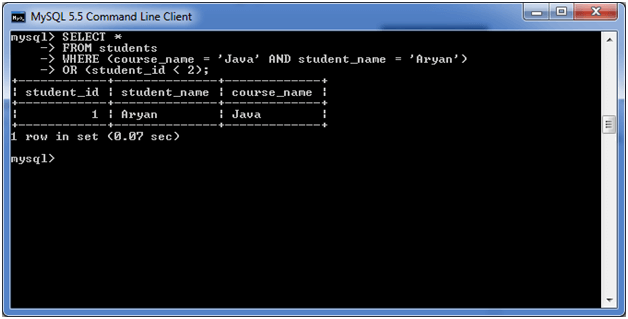 MySQL 5.5 Command Line Client
mysql> SELECT *
    -> FROM students
    -> WHERE (course_name = 'Java' AND student_name = 'Aryan')
    -> OR (student_id < 2);
+------------+--------------+-------------+
| student_id | student_name | course_name |
+------------+--------------+-------------+
|          1 | Aryan        | Java        |
+------------+--------------+-------------+
1 row in set (0.07 sec)
mysql>